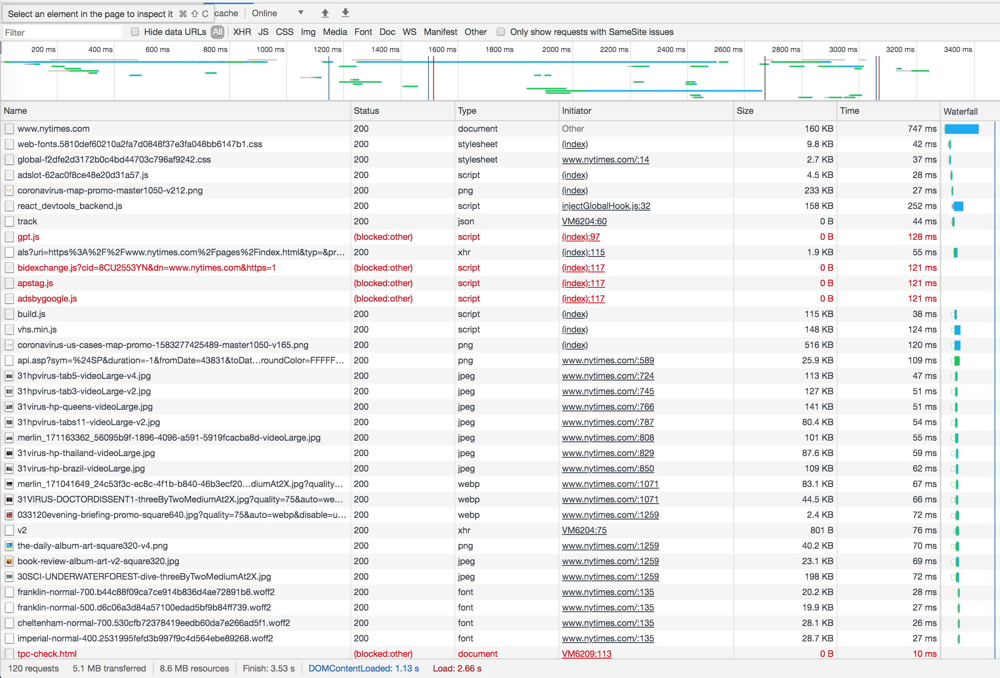 Select an element in the page to inspect it ⌘ ⇧ C cache Online ▼
Filter Hide data URLs All XHR JS CSS Img Media Font Doc WS Manifest Other Only show requests with SameSite issues
200 ms 400 ms 600 ms 800 ms 1000 ms 1200 ms 1400 ms 1600 ms 1800 ms 2000 ms 2200 ms 2400 ms 2600 ms 2800 ms 3000 ms 3200 ms 3400 ms
Name Status Type Initiator Size Time Waterfall
www.nytimes.com 200 document Other 160 KB 747 ms
web-fonts.5810def60210a2fa7d0848f37e3fa048bb6147b1.css 200 stylesheet (index) 9.8 KB 42 ms
global-f2dfe2d3172b0c4bd44703c796af9242.css 200 stylesheet www.nytimes.com/:14 2.7 KB 37 ms
adslot-62ac0f8ce48e20d31a57.js 200 script (index) 4.5 KB 28 ms
coronavirus-map-promo-master1050-v212.png 200 png (index) 233 KB 27 ms
react_devtools_backend.js 200 script injectGlobalHook.js:32 158 KB 252 ms
track 200 json VM6204:60 0 B 44 ms
gpt.js (blocked:other) script (index):97 0 B 128 ms
als?uri=https%3A%2F%2Fwww.nytimes.com%2Fpages%2Findex.html&typ=&pr... 200 xhr (index):115 1.9 KB 55 ms
bidexchange.js?cid=8CU2553YN&dn=www.nytimes.com&https=1 (blocked:other) script (index):117 0 B 121 ms
apstag.js (blocked:other) script (index):117 0 B 121 ms
adsbygoogle.js (blocked:other) script (index):117 0 B 121 ms
build.js 200 script (index) 115 KB 38 ms
vhs.min.js 200 script (index) 148 KB 124 ms
coronavirus-us-cases-map-promo-1583277425489-master1050-v165.png 200 png (index) 516 KB 120 ms
api.asp?sym=%24SP&duration=-1&fromDate=43831&toDat...roundColor=FFFFF... 200 png www.nytimes.com/:589 25.9 KB 109 ms
31hpvirus-tab5-videoLarge-v4.jpg 200 jpeg www.nytimes.com/:724 113 KB 47 ms
31hpvirus-tab3-videoLarge-v2.jpg 200 jpeg www.nytimes.com/:745 127 KB 51 ms
31virus-hp-queens-videoLarge.jpg 200 jpeg www.nytimes.com/:766 141 KB 51 ms
31hpvirus-tabs11-videoLarge-v2.jpg 200 jpeg www.nytimes.com/:787 80.4 KB 54 ms
merlin_171163362_56095b9f-1896-4096-a591-5919fcacba8d-videoLarge.jpg 200 jpeg www.nytimes.com/:808 101 KB 55 ms
31virus-hp-thailand-videoLarge.jpg 200 jpeg www.nytimes.com/:829 87.6 KB 59 ms
31virus-hp-brazil-videoLarge.jpg 200 jpeg www.nytimes.com/:850 109 KB 62 ms
merlin_171041649_24c53f3c-ec8c-4f1b-b840-46b3ecf20...diumAt2X.jpg?quality... 200 webp www.nytimes.com/:1071 83.1 KB 67 ms
31VIRUS-DOCTORDISSENT1-threeByTwoMediumAt2X.jpg?quality=75&auto=we... 200 webp www.nytimes.com/:1071 44.5 KB 66 ms
033120evening-briefing-promo-square640.jpg?quality=75&auto=webp&disable=u... 200 webp www.nytimes.com/:1259 2.4 KB 72 ms
v2 200 xhr VM6204:75 801 B 76 ms
the-daily-album-art-square320-v4.png 200 png www.nytimes.com/:1259 40.2 KB 70 ms
book-review-album-art-v2-square320.jpg 200 jpeg www.nytimes.com/:1259 23.1 KB 69 ms
30SCI-UNDERWATERFOREST-dive-threeByTwoMediumAt2X.jpg 200 jpeg www.nytimes.com/:1259 198 KB 72 ms
franklin-normal-700.b44c88f09ca7ce914b836d4ae72891b8.woff2 200 font www.nytimes.com/:135 20.2 KB 28 ms
franklin-normal-500.d6c06a3d84a57100edad5bf9b84ff739.woff2 200 font www.nytimes.com/:135 19.9 KB 27 ms
cheltenham-normal-700.530cfb72378419eedb60da7e266ad5f1.woff2 200 font www.nytimes.com/:135 28.1 KB 26 ms
imperial-normal-400.2531995fefd3b997f9c4d564ebe89268.woff2 200 font www.nytimes.com/:135 28.7 KB 27 ms
tpc-check.html (blocked:other) document VM6209:113 0 B 10 ms
120 requests 5.1 MB transferred 8.6 MB resources Finish: 3.53 s DOMContentLoaded: 1.13 s Load: 2.66 s